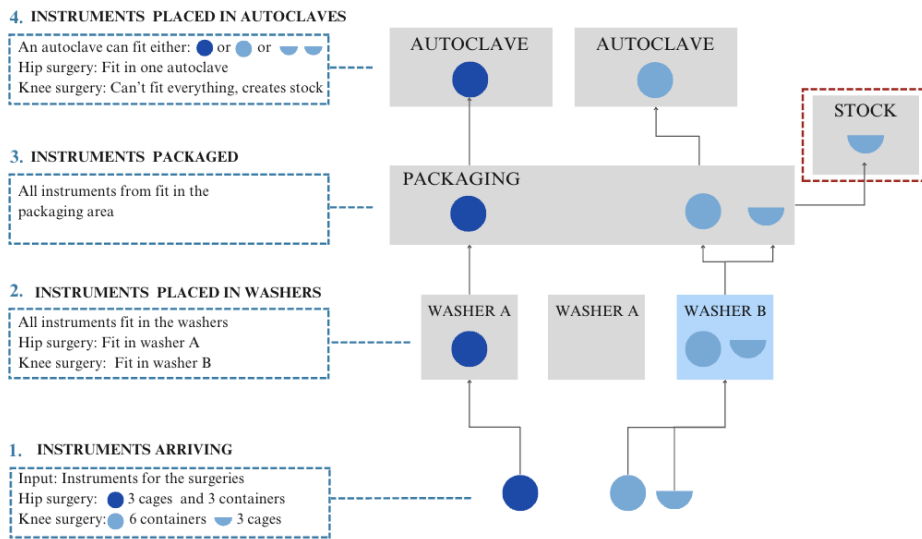 4. INSTRUMENTS PLACED IN AUTOCLAVES
An autoclave can fit either: or or
Hip surgery: Fit in one autoclave
Knee surgery: Can't fit everything, creates stock
AUTOCLAVE
AUTOCLAVE
STOCK
3. INSTRUMENTS PACKAGED
All instruments from fit in the
packaging area
PACKAGING
2. INSTRUMENTS PLACED IN WASHERS
All instruments fit in the washers
Hip surgery: Fit in washer A
Knee surgery: Fit in washer B
WASHER A
WASHER A
WASHER B
1. INSTRUMENTS ARRIVING
Input: Instruments for the surgeries
Hip surgery: 3 cages and 3 containers
Knee surgery: 6 containers 3 cages